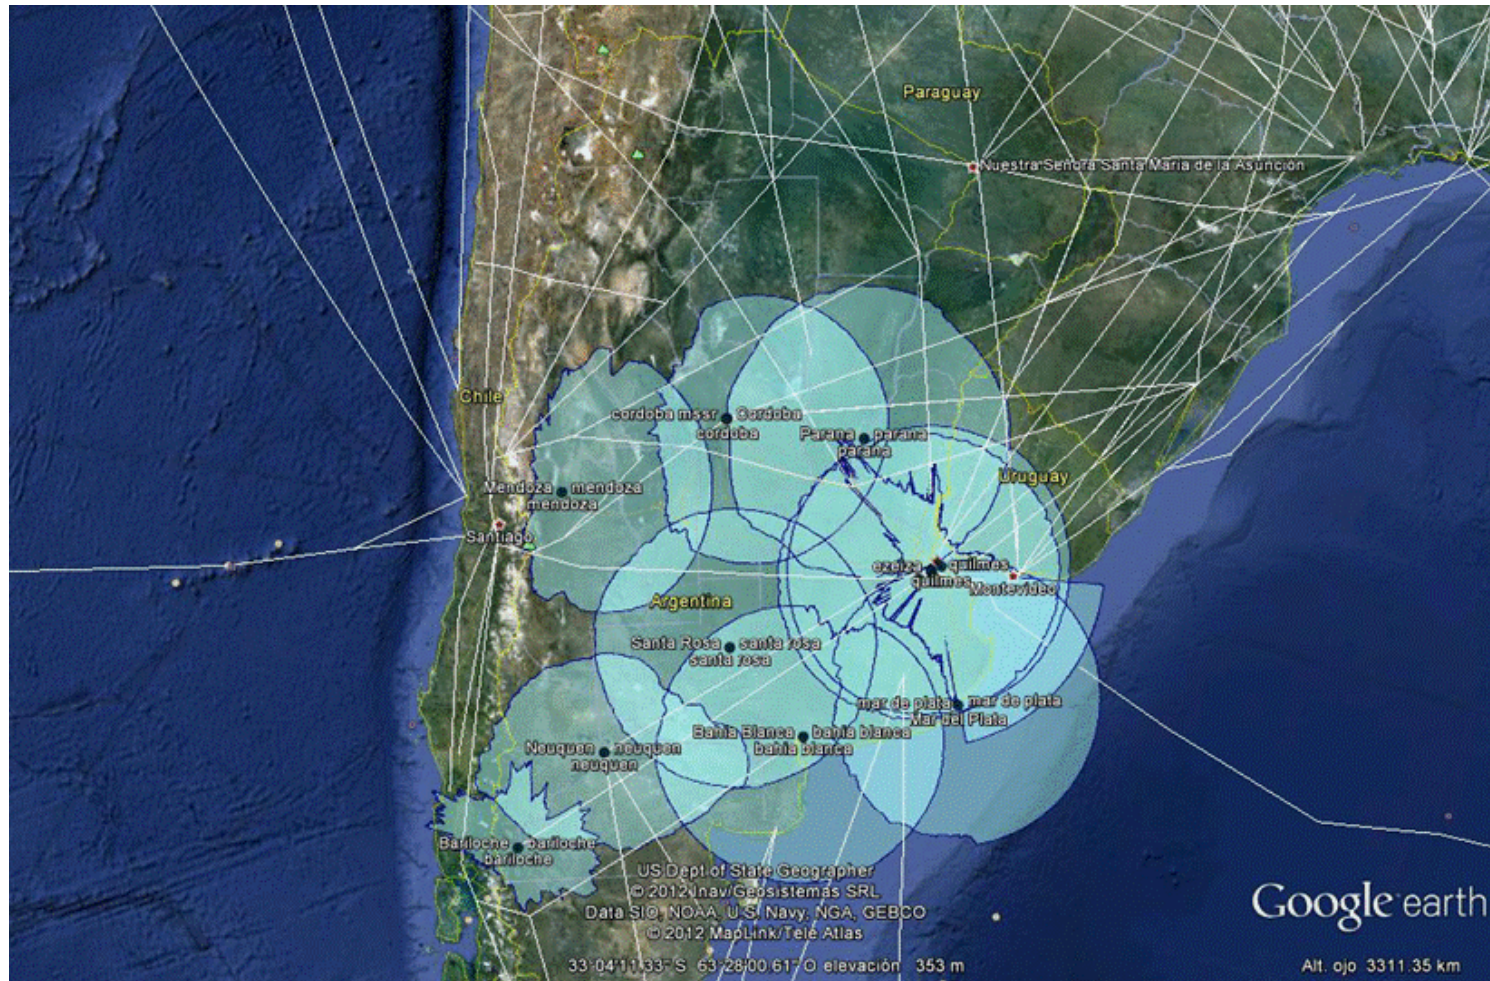 Paraguay
Nuestra Señora Santa Maria de la Asunción
Chile
cordoba mssr Cordoba
cordoba
Parana parana
parana
Uruguay
Mendoza mendoza
mendoza
Santiago
ezeiza quilmes
quilmes
Montevideo
Argentina
Santa Rosa santa rosa
santa rosa
mar de plata mar de plata
Mar del Plata
Bahia Blanca bahia blanca
bahia blanca
Neuquen neuquen
neuquen
Bariloche bariloche
bariloche
US Dept of State Geographer
© 2012 Inav/Geosistemas SRL
Data SIO, NOAA, U.S. Navy, NGA, GEBCO
© 2012 MapLink/Tele Atlas
Google earth
33°04'11.33" S 63°28'00.61" O elevación 353 m
Alt. ojo 3311.35 km